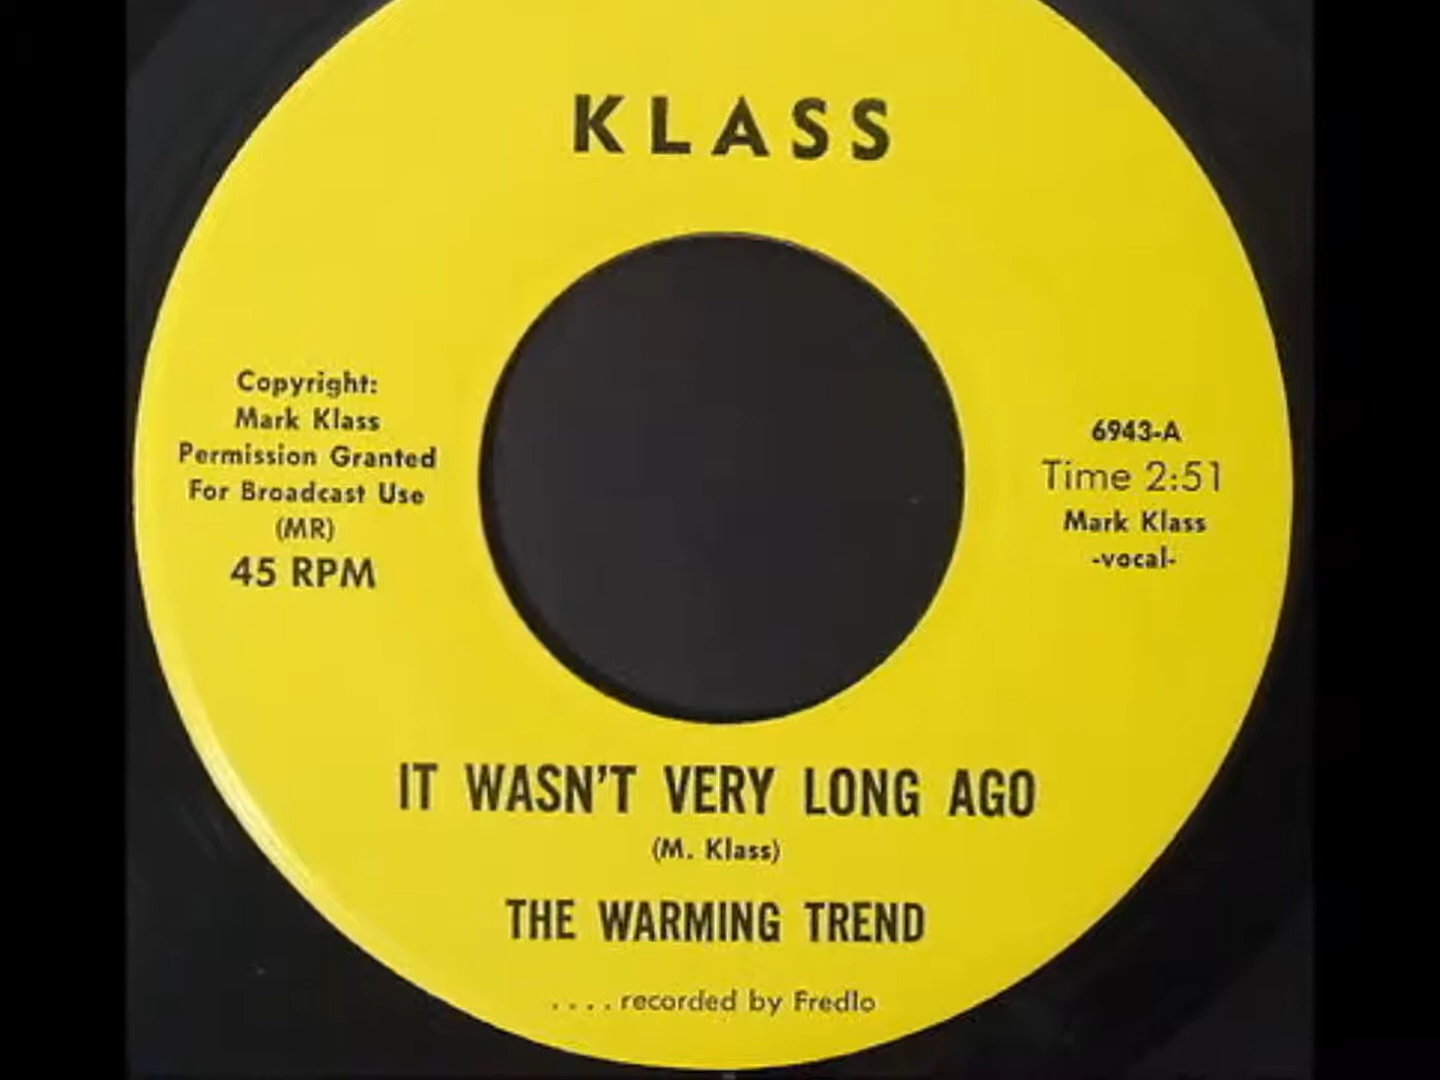 KLASS
Copyright:
Mark Klass
Permission Granted
For Broadcast Use
(MR)
45 RPM
6943-A
Time 2:51
Mark Klass
-vocal-
IT WASN'T VERY LONG AGO
(M. Klass)
THE WARMING TREND
....recorded by Fredlo